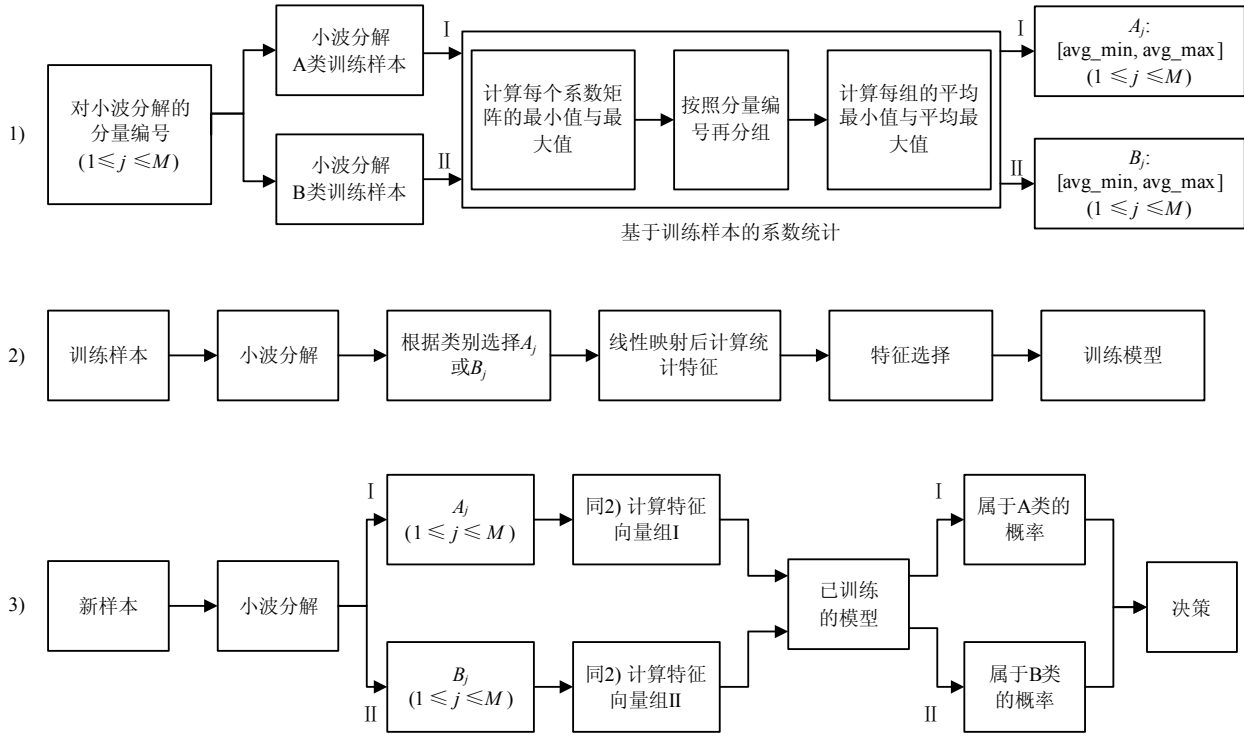 1)
对小波分解的
分量编号
(1≤ j ≤M)
小波分解
A类训练样本
小波分解
B类训练样本
Ⅰ
Ⅱ
计算每个系数矩
阵的最小值与最
大值
按照分量编
号再分组
计算每组的平均
最小值与平均最
大值
基于训练样本的系数统计
Ⅰ
Ⅱ
Aj:
[avg_min, avg_max]
(1 ≤ j ≤M)
Bj:
[avg_min, avg_max]
(1 ≤ j ≤M)
2)
训练样本
小波分解
根据类别选择Aj
或Bj
线性映射后计算统
计特征
特征选择
训练模型
3)
新样本
小波分解
Ⅰ
Ⅱ
Aj
(1 ≤ j ≤ M)
Bj
(1 ≤ j ≤M)
同2) 计算特征
向量组I
同2) 计算特征
向量组II
已训练
的模型
Ⅰ
Ⅱ
属于A类的
概率
属于B类
的概率
决策